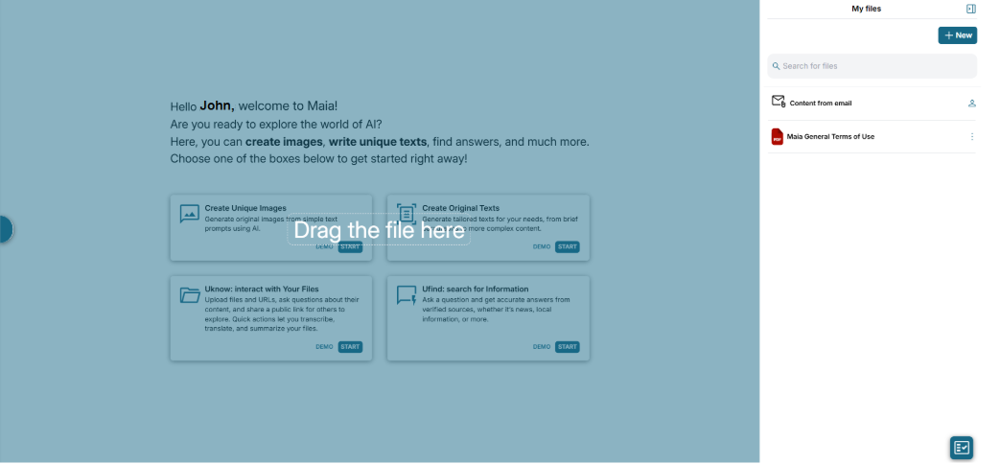 My files
+ New
Search for files
Content from email
PDF
Maia General Terms of Use
Hello John, welcome to Maia!
Are you ready to explore the world of AI?
Here, you can create images, write unique texts, find answers, and much more.
Choose one of the boxes below to get started right away!
Create Unique Images
Generate original images from simple text
prompts using AI.
DEMO START
Create Original Texts
Generate tailored texts for your needs, from brief
more complex content.
DEMO START
Drag the file here
Uknow: interact with Your Files
Upload files and URLs, ask questions about their
content, and share a public link for others to
explore. Quick actions let you transcribe,
translate, and summarize your files.
DEMO START
Ufind: search for Information
Ask a question and get accurate answers from
verified sources, whether it's news, local
information, or more.
DEMO START